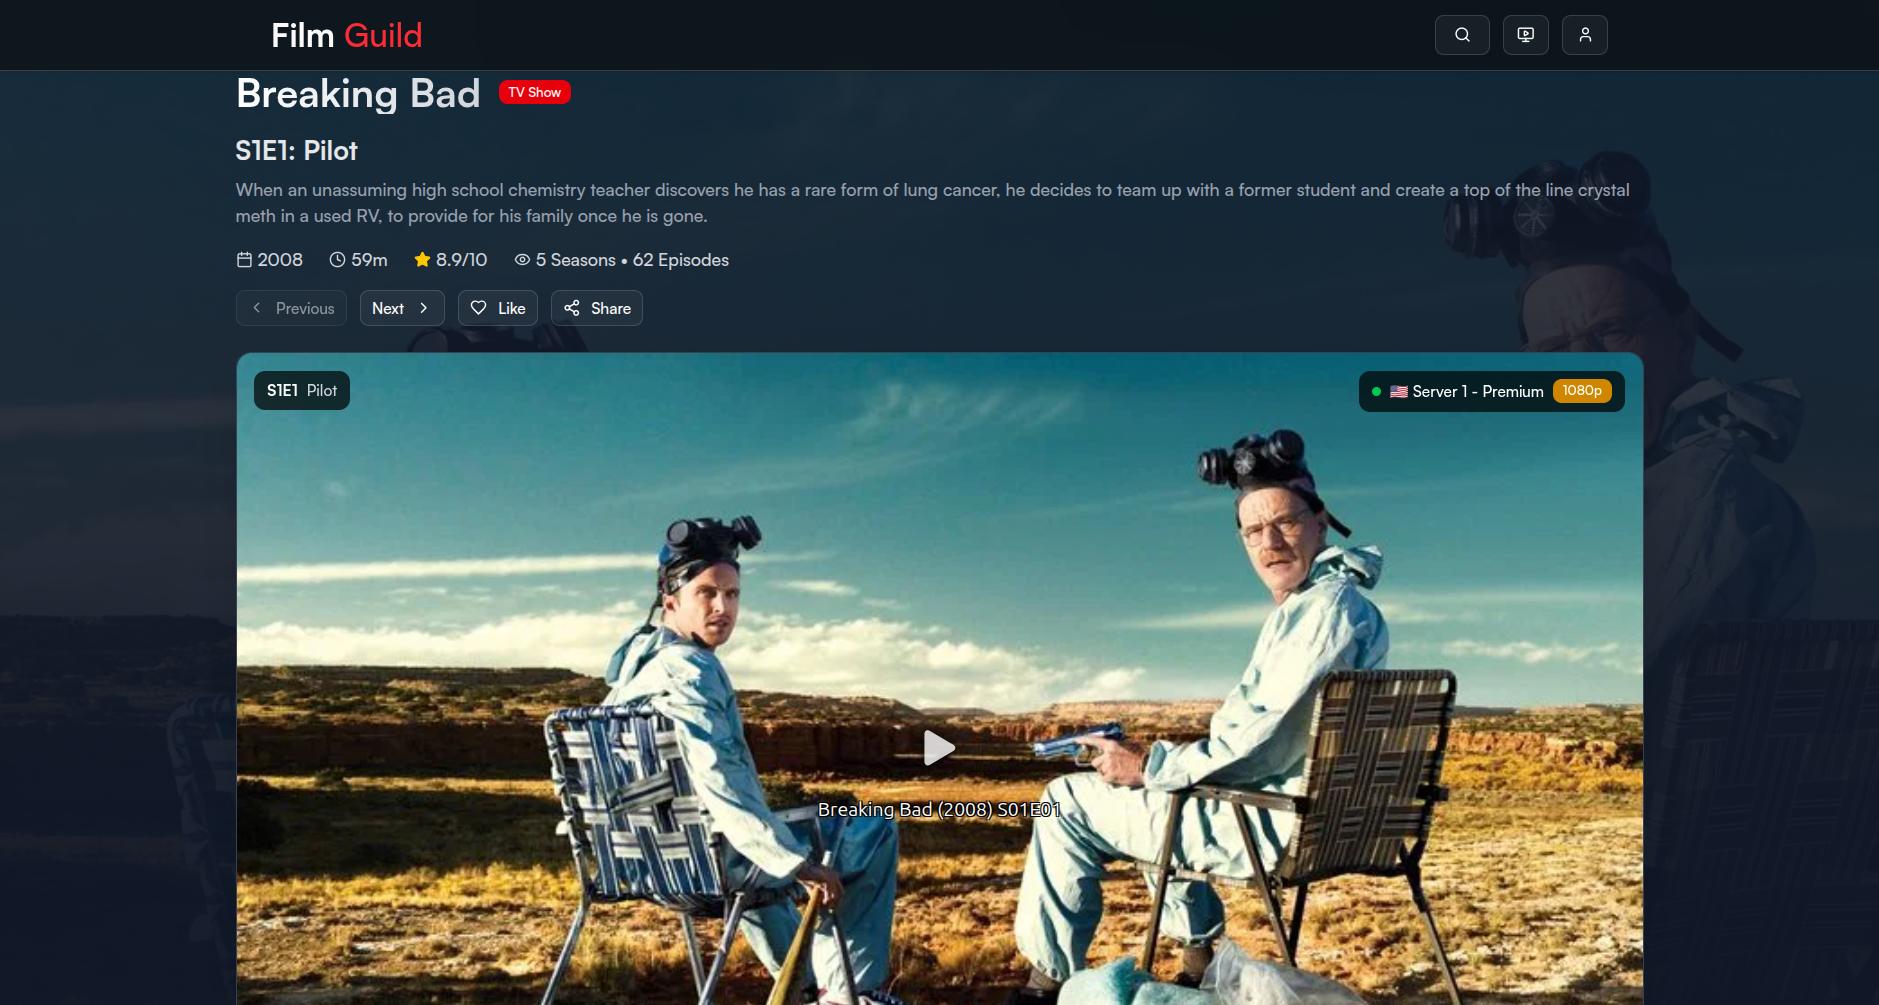 Film Guild
Breaking Bad TV Show
S1E1: Pilot
When an unassuming high school chemistry teacher discovers he has a rare form of lung cancer, he decides to team up with a former student and create a top of the line crystal
meth in a used RV, to provide for his family once he is gone.
2008 59m 8.9/10 5 Seasons • 62 Episodes
Previous Next Like Share
S1E1 Pilot
🇺🇸 Server 1 - Premium 1080p
Breaking Bad (2008) S01E01